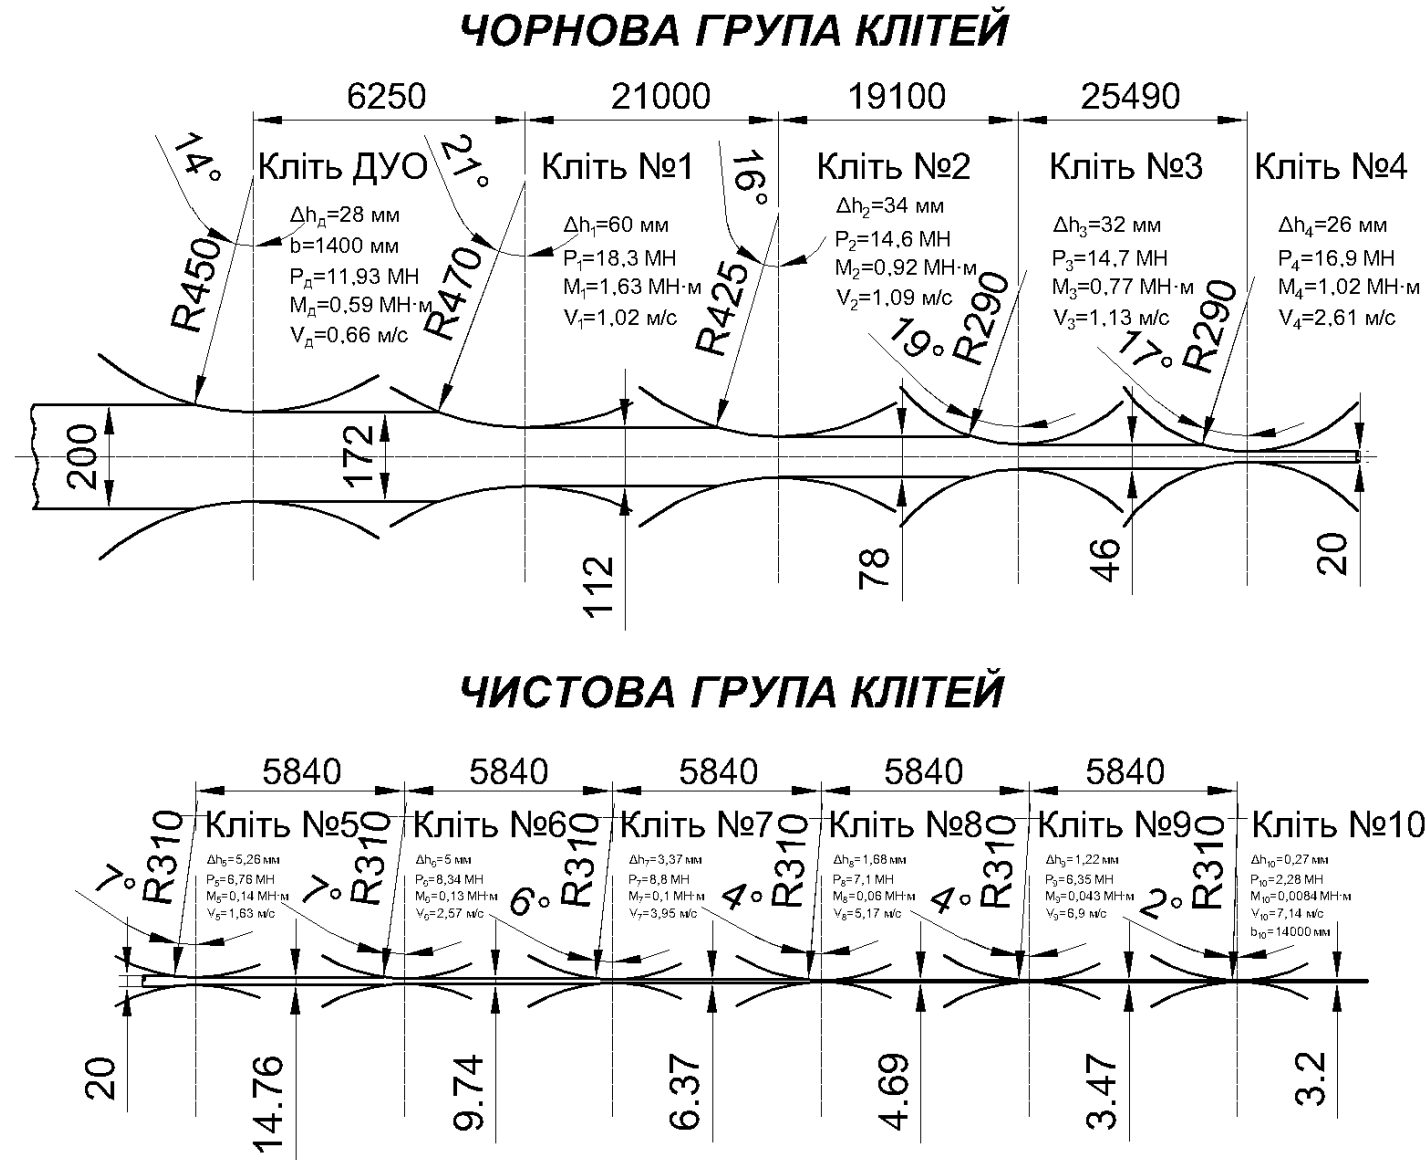 ЧОРНОВА ГРУПА КЛІТЕЙ
6250
21000
19100
25490
14°
Кліть ДУО
Δhд=28 мм
b=1400 мм
Pд=11,93 МН
Mд=0,59 МН·м
Vд=0,66 м/с
R450
21°
Кліть №1
Δh1=60 мм
P1=18,3 МН
M1=1,63 МН·м
V1=1,02 м/с
R470
16°
Кліть №2
Δh2=34 мм
P2=14,6 МН
M2=0,92 МН·м
V2=1,09 м/с
R425
19°
Кліть №3
Δh3=32 мм
P3=14,7 МН
M3=0,77 МН·м
V3=1,13 м/с
R290
17°
Кліть №4
Δh4=26 мм
P4=16,9 МН
M4=1,02 МН·м
V4=2,61 м/с
R290
200
172
112
78
46
20
ЧИСТОВА ГРУПА КЛІТЕЙ
5840
5840
5840
5840
5840
7°
R310
Кліть №5
Δh5=5,26 мм
P5=6,76 МН
M5=0,14 МН·м
V5=1,63 м/с
7°
R310
Кліть №6
Δh6=5 мм
P6=8,34 МН
M6=0,13 МН·м
V6=2,57 м/с
6°
R310
Кліть №7
Δh7=3,37 мм
P7=8,8 МН
M7=0,1 МН·м
V7=3,95 м/с
4°
R310
Кліть №8
Δh8=1,68 мм
P8=7,1 МН
M8=0,06 МН·м
V8=5,17 м/с
4°
R310
Кліть №9
Δh9=1,22 мм
P9=6,35 МН
M9=0,043 МН·м
V9=6,9 м/с
2°
R310
Кліть №10
Δh10=0,27 мм
P10=2,28 МН
M10=0,0084 МН·м
V10=7,14 м/с
b10=14000 мм
20
14.76
9.74
6.37
4.69
3.47
3.2